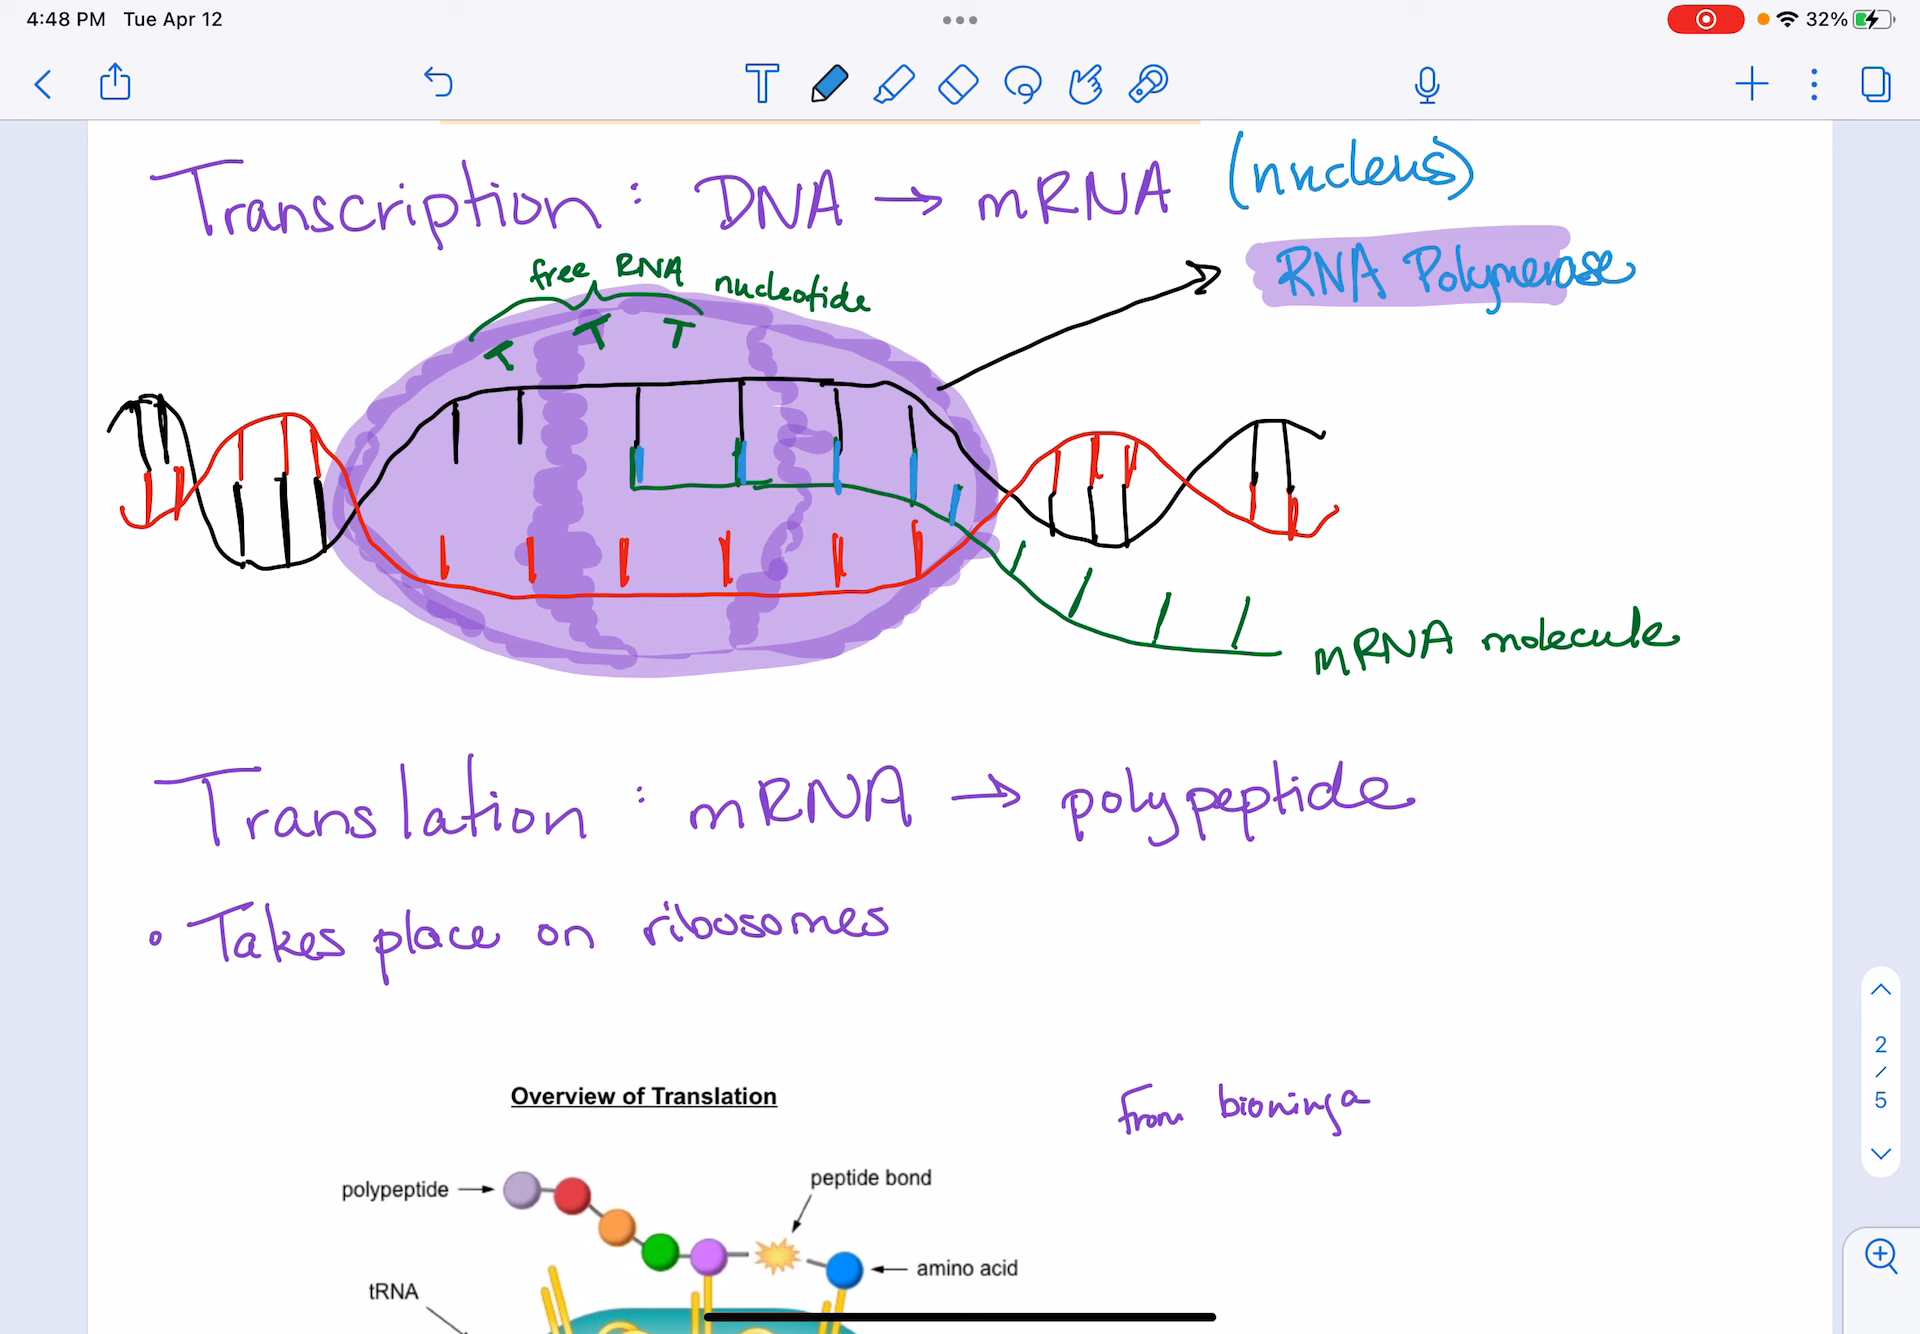 4:48 PM Tue Apr 12
32%
Transcription : DNA → mRNA (nucleus)
RNA Polymerase
free RNA nucleotide
mRNA molecule
Translation : mRNA → polypeptide
• Takes place on ribosomes
2
/
5
Overview of Translation
from bioninja
polypeptide
peptide bond
amino acid
tRNA